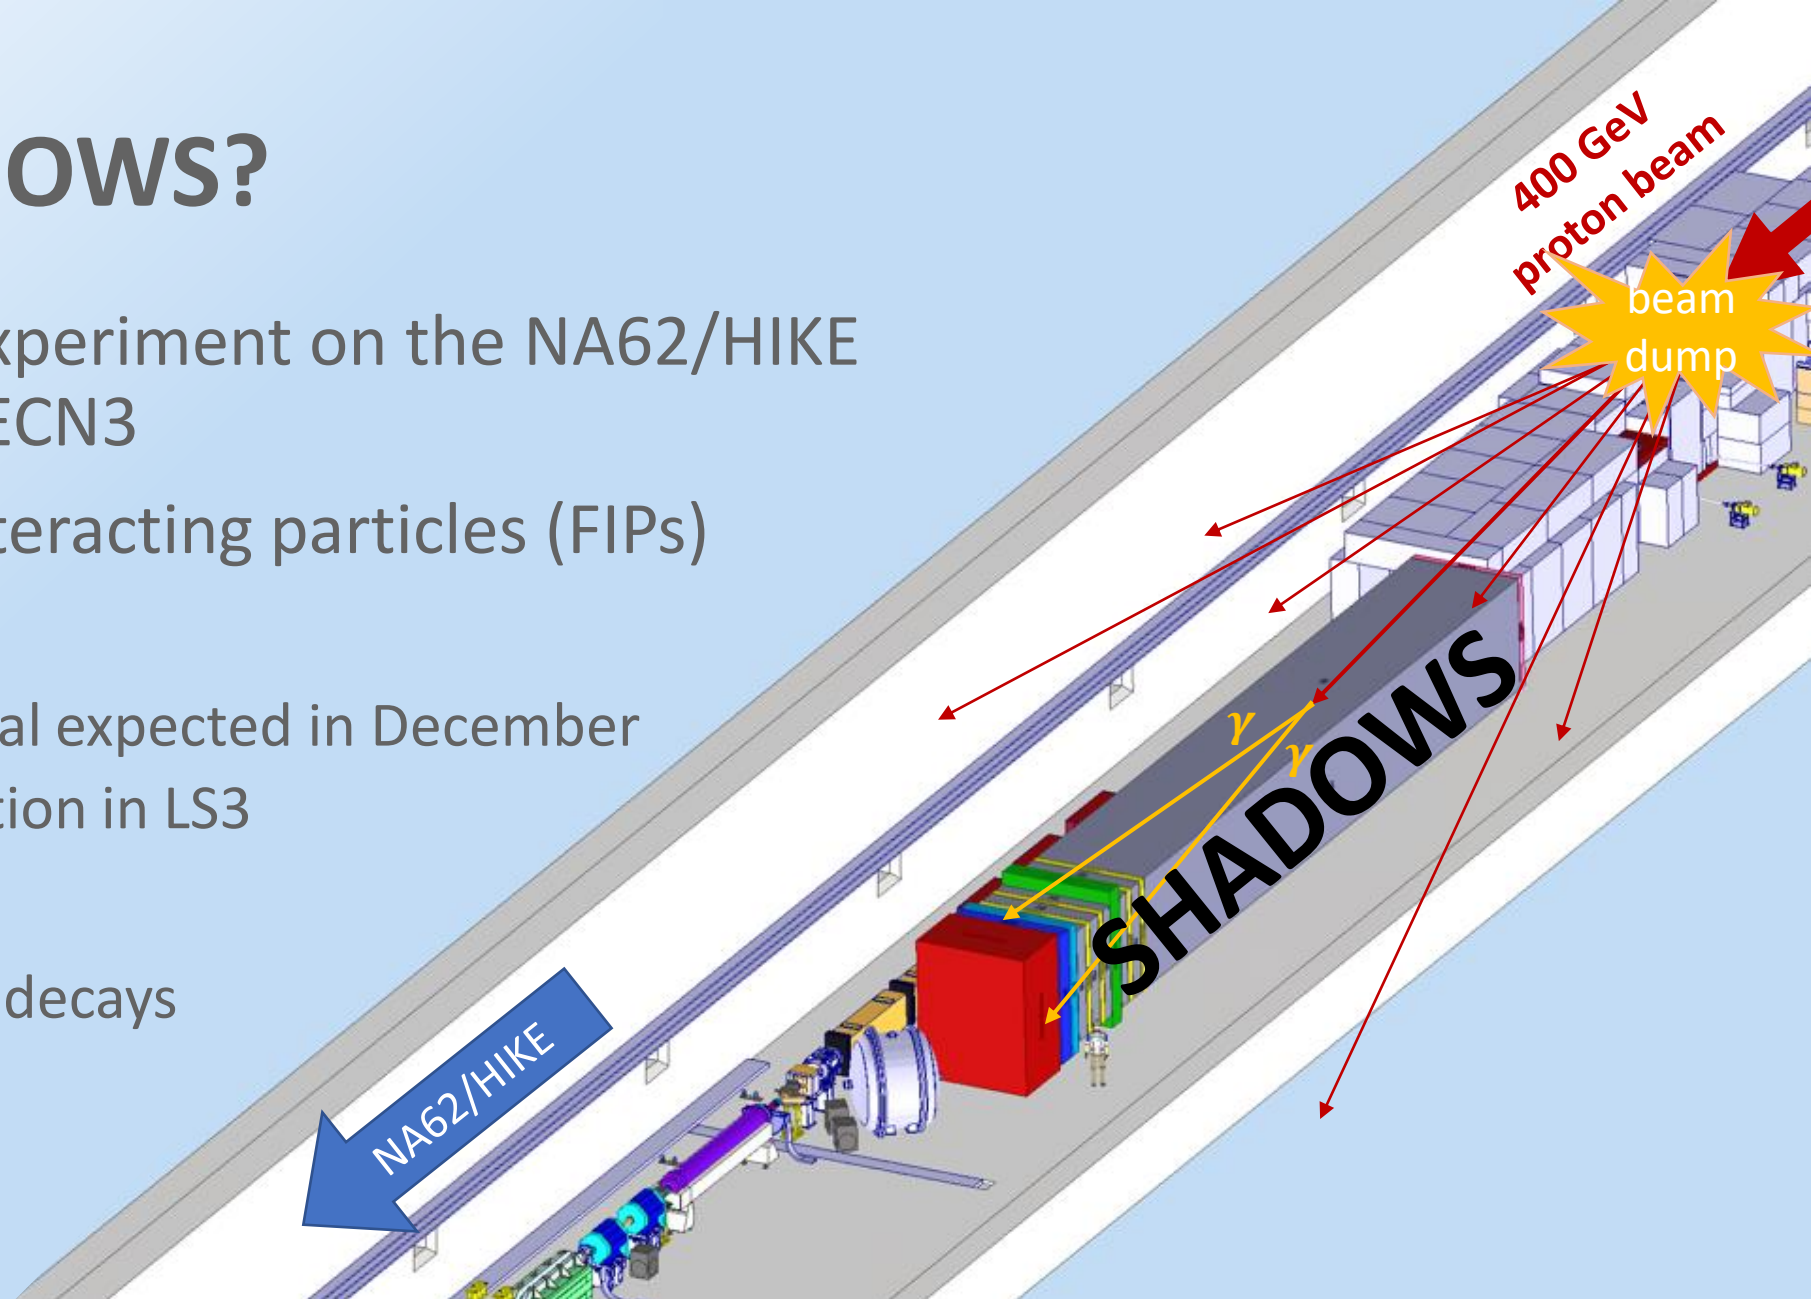 OWS?
xperiment on the NA62/HIKE
ECN3
teracting particles (FIPs)
al expected in December
tion in LS3
decays
400 GeV
proton beam
beam
dump
γ
γ
SHADOWS
NA62/HIKE